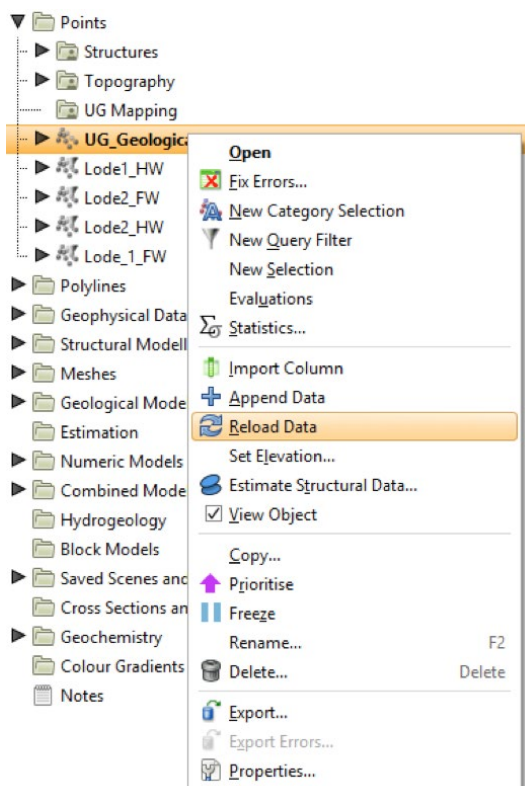 Points
Structures
Topography
UG Mapping
UG_Geologica
Lode1_HW
Lode2_FW
Lode2_HW
Lode_1_FW
Polylines
Geophysical Data
Structural Modell
Meshes
Geological Mode
Estimation
Numeric Models
Combined Mode
Hydrogeology
Block Models
Saved Scenes and
Cross Sections an
Geochemistry
Colour Gradients
Notes
Open
Fix Errors...
New Category Selection
New Query Filter
New Selection
Evaluations
Statistics...
Import Column
Append Data
Reload Data
Set Elevation...
Estimate Structural Data...
View Object
Copy...
Prioritise
Freeze
Rename... F2
Delete... Delete
Export...
Export Errors...
Properties...